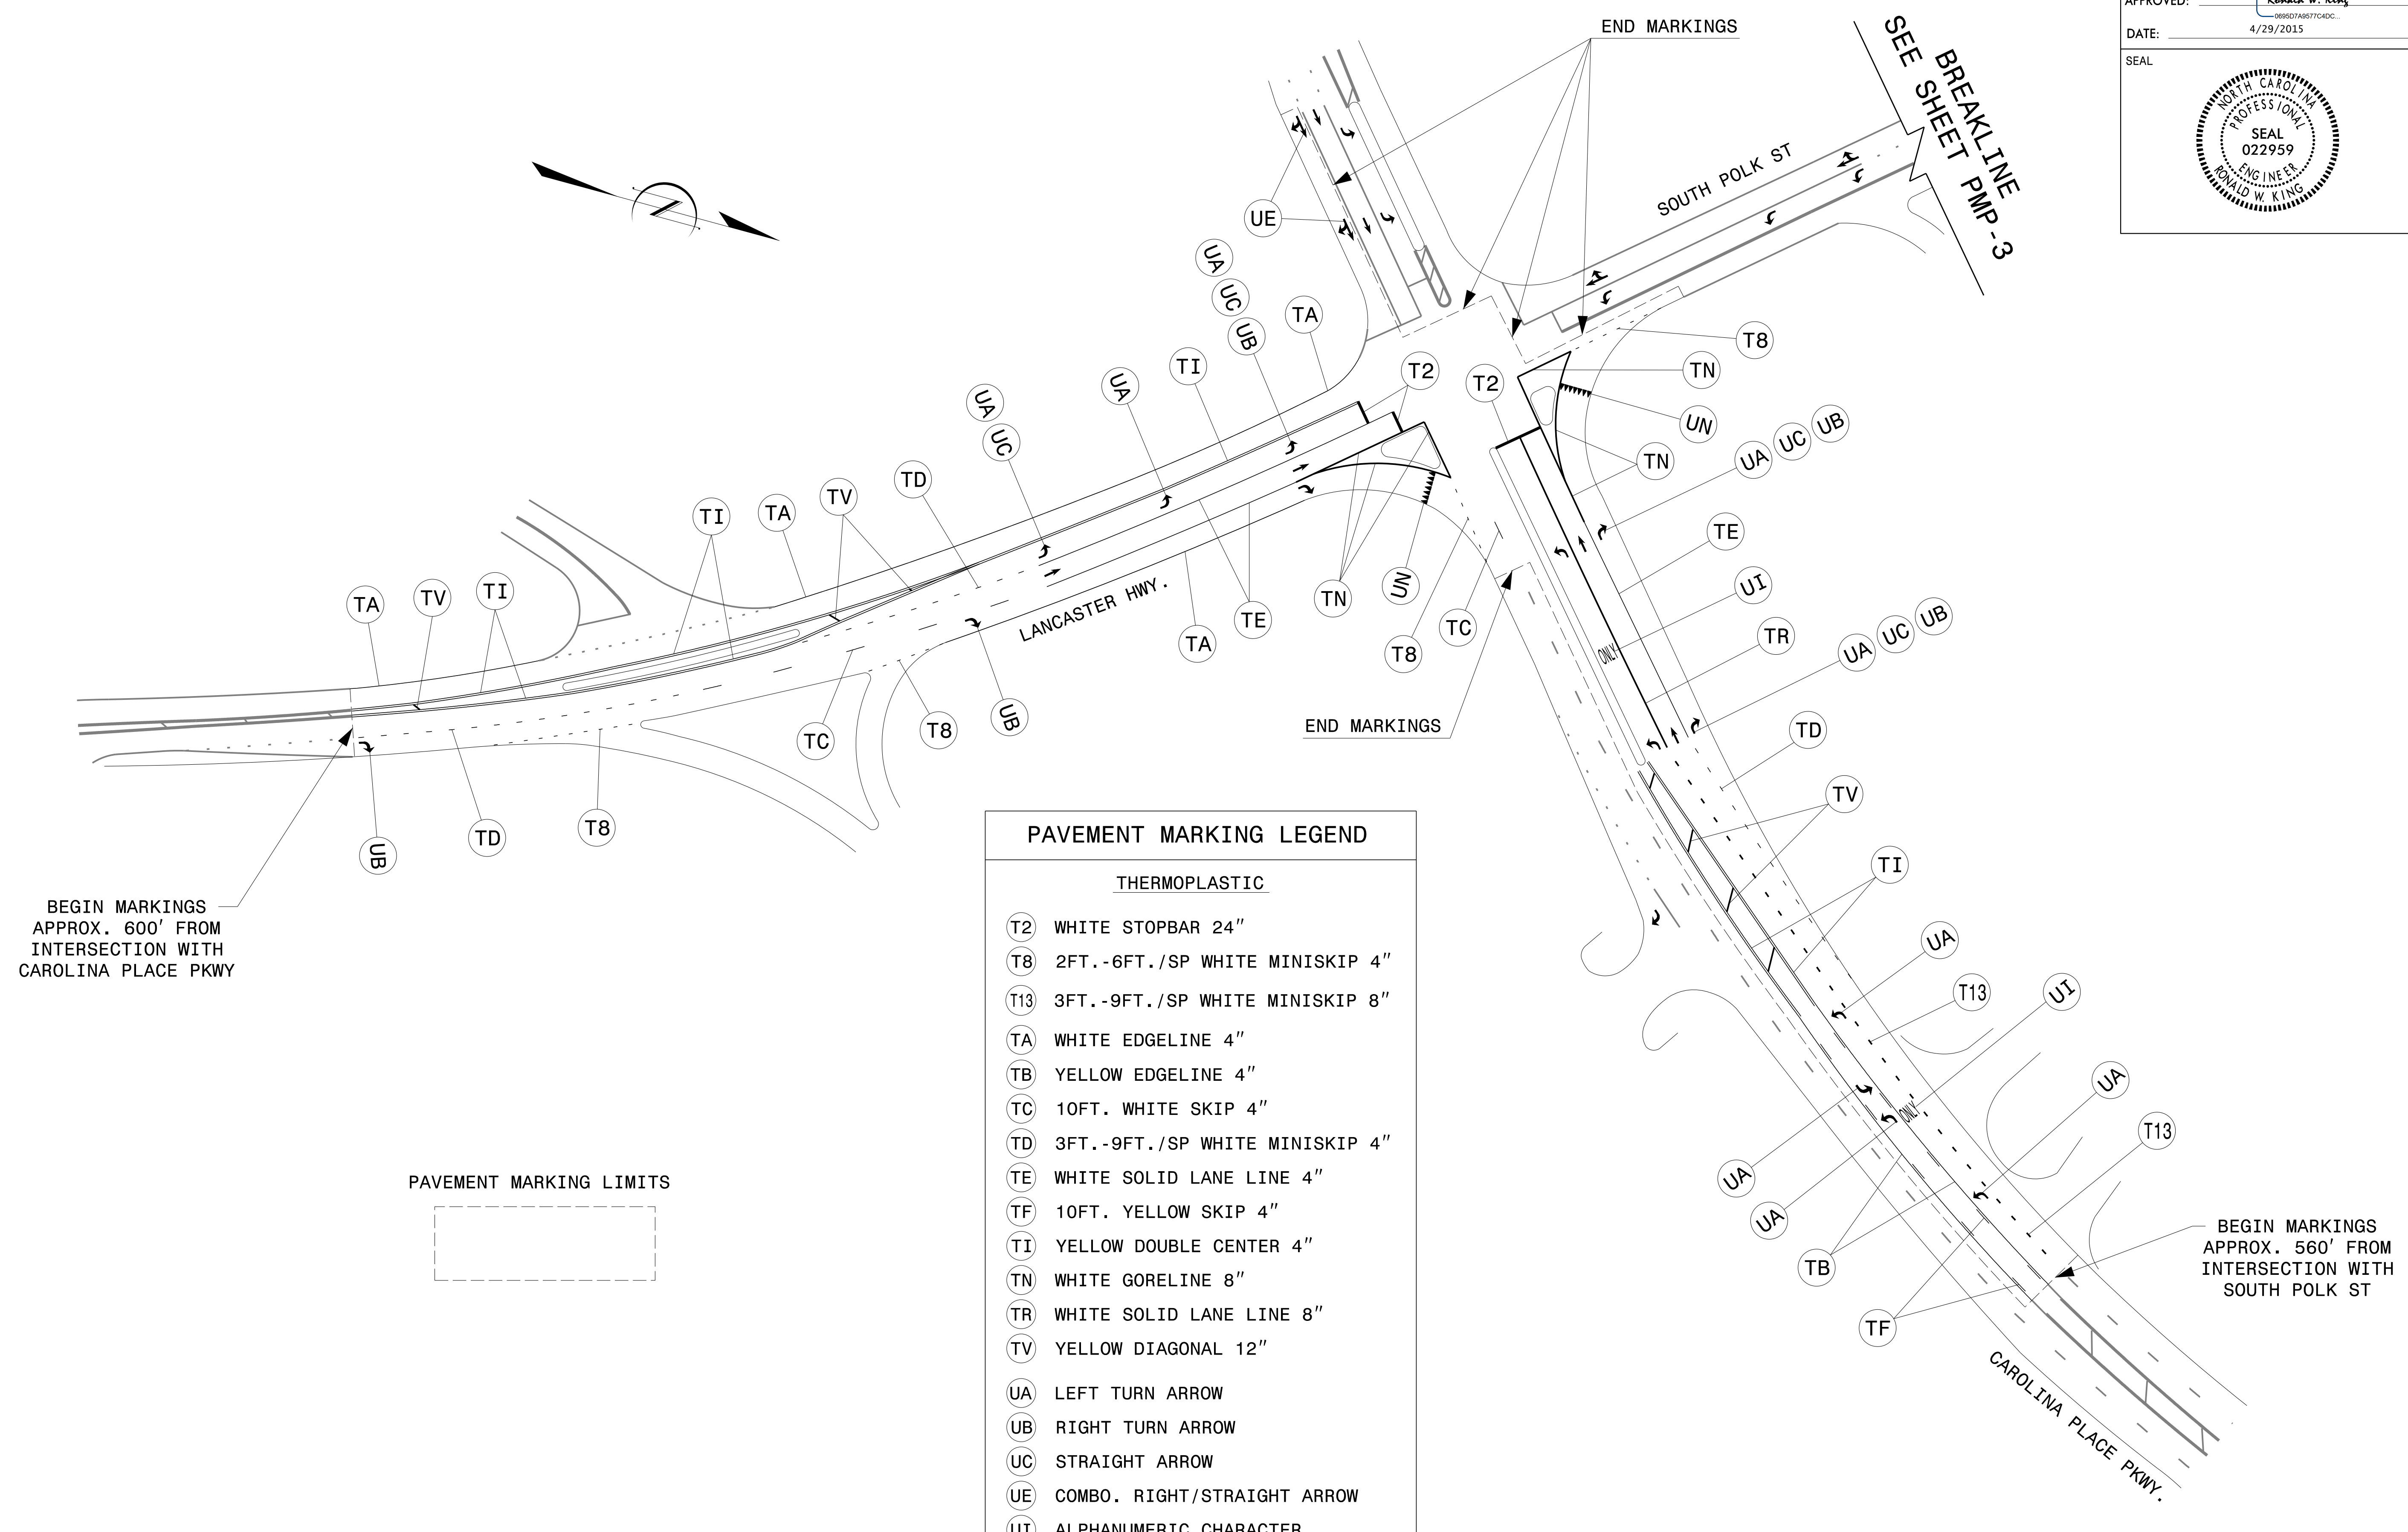 APPROVED:
Ronald W. King
0695D7A9577C4DC...
DATE: 4/29/2015
SEAL
NORTH CAROLINA
PROFESSIONAL
SEAL
022959
ENGINEER
RONALD W. KING
BREAKLINE
SEE SHEET PMP-3
END MARKINGS
SOUTH POLK ST
UE
UA
UC
UB
TA
TI
T2
T2
T8
TN
UN
TN
UA
UC
UB
UA
UA
UC
TD
TV
TA
TI
TE
UI
TR
UA
UC
UB
TA
TV
TI
LANCASTER HWY.
TN
UN
TE
TA
T8
TC
END MARKINGS
TD
TV
TI
UB
T8
TC
T8
TD
UB
BEGIN MARKINGS
APPROX. 600' FROM
INTERSECTION WITH
CAROLINA PLACE PKWY
ONLY
UA
T13
UI
ONLY
UA
T13
UA
UA
TB
TF
BEGIN MARKINGS
APPROX. 560' FROM
INTERSECTION WITH
SOUTH POLK ST
CAROLINA PLACE PKWY.
PAVEMENT MARKING LIMITS
PAVEMENT MARKING LEGEND
THERMOPLASTIC
T2 WHITE STOPBAR 24"
T8 2FT.-6FT./SP WHITE MINISKIP 4"
T13 3FT.-9FT./SP WHITE MINISKIP 8"
TA WHITE EDGELINE 4"
TB YELLOW EDGELINE 4"
TC 10FT. WHITE SKIP 4"
TD 3FT.-9FT./SP WHITE MINISKIP 4"
TE WHITE SOLID LANE LINE 4"
TF 10FT. YELLOW SKIP 4"
TI YELLOW DOUBLE CENTER 4"
TN WHITE GORELINE 8"
TR WHITE SOLID LANE LINE 8"
TV YELLOW DIAGONAL 12"
UA LEFT TURN ARROW
UB RIGHT TURN ARROW
UC STRAIGHT ARROW
UE COMBO. RIGHT/STRAIGHT ARROW
UI ALPHANUMERIC CHARACTER